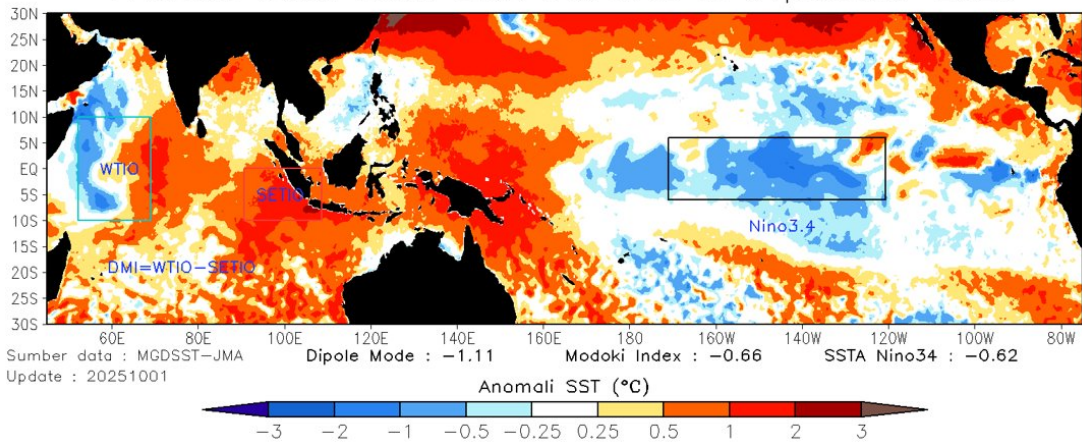 30N
25N
20N
15N
10N
5N
EQ
5S
10S
15S
20S
25S
30S
WTIO
SETIO
Nino3.4
DMI=WTIO-SETIO
60E 80E 100E 120E 140E 160E 180 160W 140W 120W 100W 80W
Sumber data : MGDSST-JMA Dipole Mode : -1.11 Modoki Index : -0.66 SSTA Nino34 : -0.62
Update : 20251001
Anomali SST (°C)
-3 -2 -1 -0.5 -0.25 0.25 0.5 1 2 3